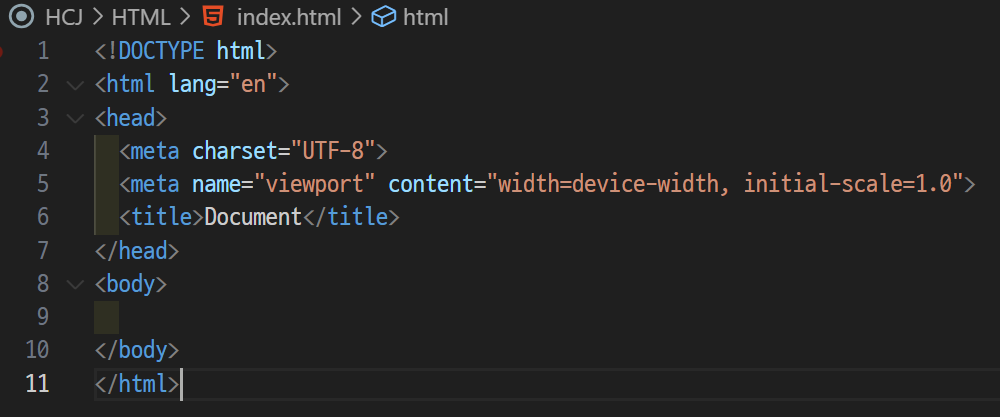 HCJ > HTML > index.html > html
1 <!DOCTYPE html>
2 <html lang="en">
3 <head>
4   <meta charset="UTF-8">
5   <meta name="viewport" content="width=device-width, initial-scale=1.0">
6   <title>Document</title>
7 </head>
8 <body>
9
10 </body>
11 </html>